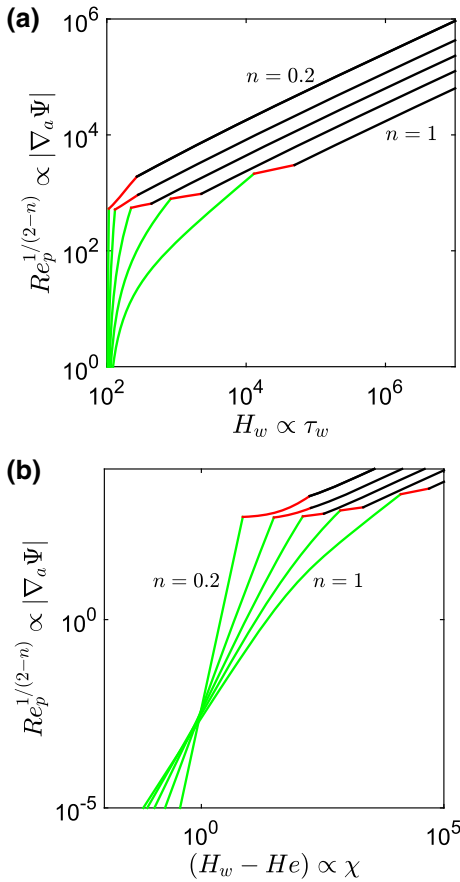 (a)
10^6
n = 0.2
10^4
n = 1
Re_p^{1/(2−n)} ∝ |∇_a Ψ|
10^2
10^0
10^2
10^4
10^6
H_w ∝ τ_w
(b)
n = 0.2
n = 1
10^0
Re_p^{1/(2−n)} ∝ |∇_a Ψ|
10^-5
10^0
10^5
(H_w − He) ∝ χ